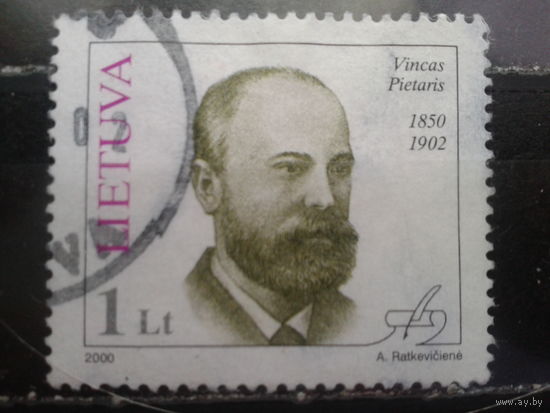 Vincas
Pietaris
1850
1902
LIETUVA
1 Lt
2000
A. Ratkevičienė
www.ay.by